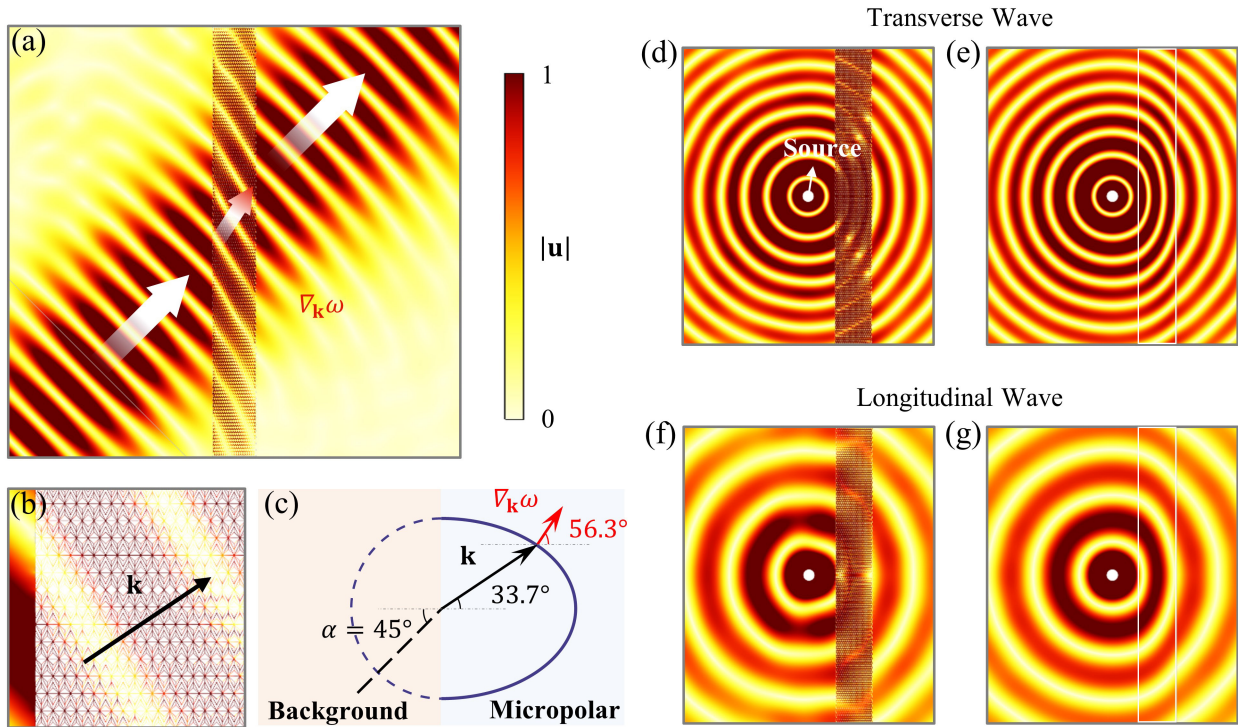 (a)
∇ₖω
1
|u|
0
(b)
k
(c)
∇ₖω
56.3°
k
33.7°
α = 45°
Background
Micropolar
Transverse Wave
(d)
Source
(e)
Longitudinal Wave
(f)
(g)